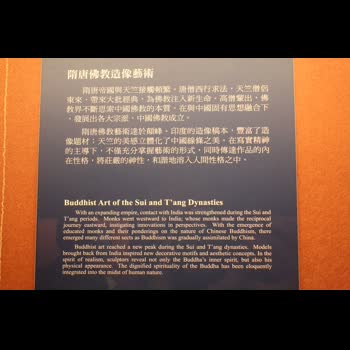 隋唐佛教造像藝術
隋唐帝國與天竺接觸頻繁，唐僧西行求法，天竺僧侶
東來，帶來大批經典，為佛教注入新生命。高僧輩出，佛
教界不斷思索中國佛教的本質，在與中國固有思想融合下
，發展出各大宗派，中國佛教成立。
隋唐佛教藝術達於顛峰，印度的造像稿本，豐富了造
像題材；天竺的美感體式化了中國線條之美，在寫實精神
的主導下，不僅充分掌握藝術的形式，同時傳達作品的內
在性格，將莊嚴的神性，和諧地溶入人間性格之中。
Buddhist Art of the Sui and T'ang Dynasties
With an expanding empire, contact with India was strengthened during the Sui and
T'ang periods. Monks went westward to India; whose monks made the reciprocal
journey eastward, instigating innovations in perspectives. With the emergence of
educated monks and their ponderings on the nature of Chinese Buddhism, there
emerged many different sects as Buddhism was gradually assimilated by China.
Buddhist art reached a new peak during the Sui and T'ang dynasties. Models
brought back from India inspired new decorative motifs and aesthetic concepts. In the
spirit of realism, sculptors reveal not only the Buddha's inner spirit, but also his
physical appearance. The dignified spirituality of the Buddha has been eloquently
integrated into the midst of human nature.